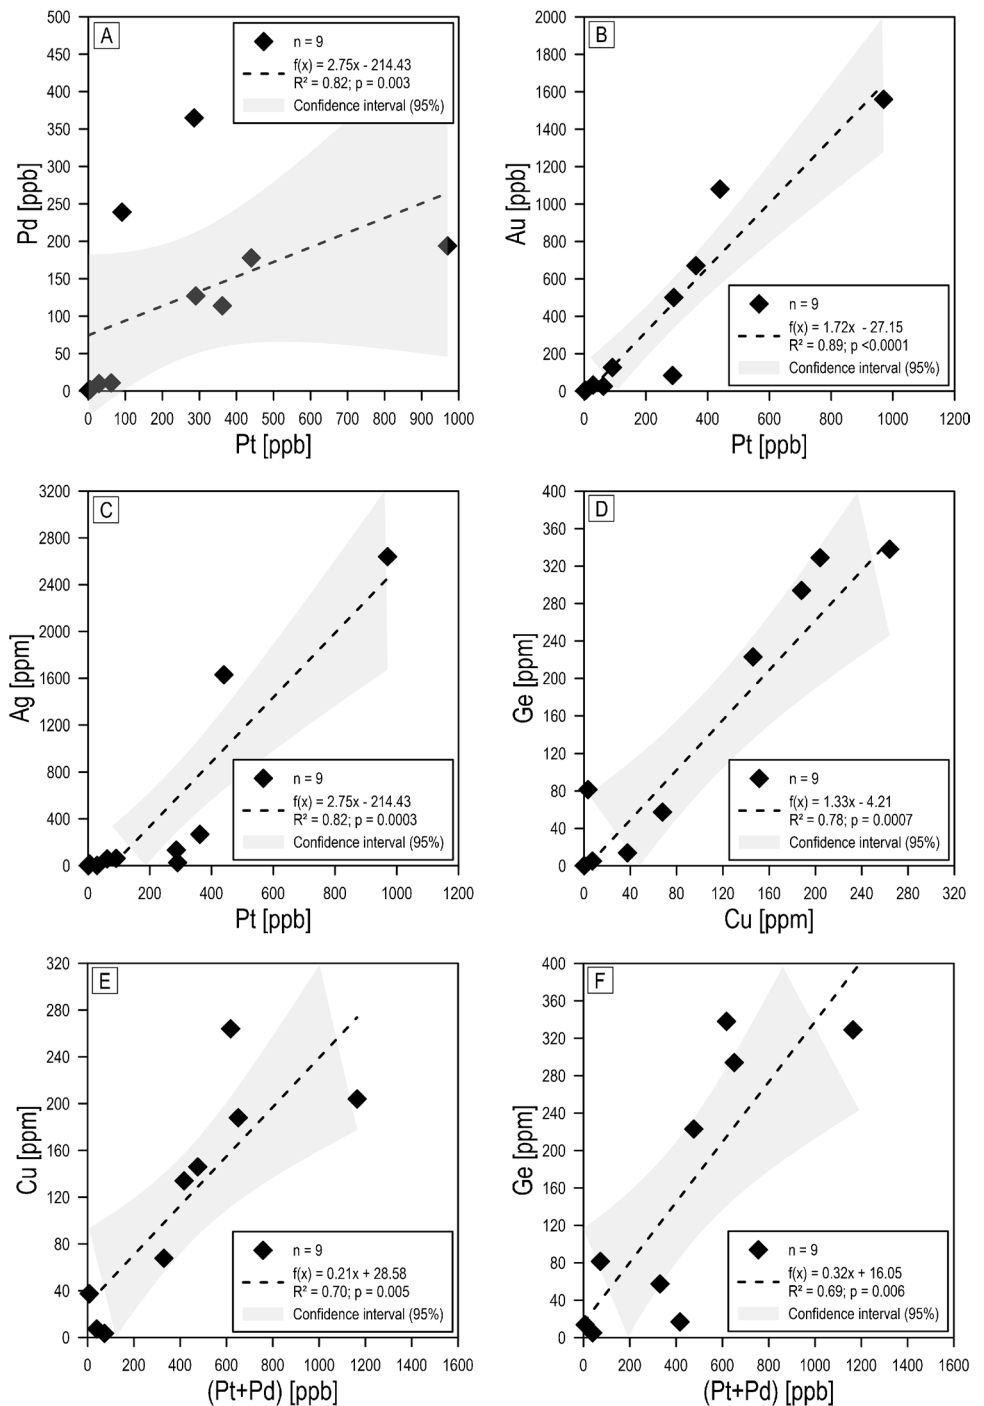 A
n = 9
f(x) = 2.75x - 214.43
R² = 0.82; p = 0.003
Confidence interval (95%)
500
450
400
350
300
250
200
150
100
50
0
Pd [ppb]
0 100 200 300 400 500 600 700 800 900 1000
Pt [ppb]
B
2000
1800
1600
1400
1200
1000
800
600
400
200
0
Au [ppb]
n = 9
f(x) = 1.72x - 27.15
R² = 0.89; p <0.0001
Confidence interval (95%)
0 200 400 600 800 1000 1200
Pt [ppb]
C
3200
2800
2400
2000
1600
1200
800
400
0
Ag [ppm]
n = 9
f(x) = 2.75x - 214.43
R² = 0.82; p = 0.0003
Confidence interval (95%)
0 200 400 600 800 1000 1200
Pt [ppb]
D
400
360
320
280
240
200
160
120
80
40
0
Ge [ppm]
n = 9
f(x) = 1.33x - 4.21
R² = 0.78; p = 0.0007
Confidence interval (95%)
0 40 80 120 160 200 240 280 320
Cu [ppm]
E
320
280
240
200
160
120
80
40
0
Cu [ppm]
n = 9
f(x) = 0.21x + 28.58
R² = 0.70; p = 0.005
Confidence interval (95%)
0 200 400 600 800 1000 1200 1400 1600
(Pt+Pd) [ppb]
F
400
360
320
280
240
200
160
120
80
40
0
Ge [ppm]
n = 9
f(x) = 0.32x + 16.05
R² = 0.69; p = 0.006
Confidence interval (95%)
0 200 400 600 800 1000 1200 1400 1600
(Pt+Pd) [ppb]